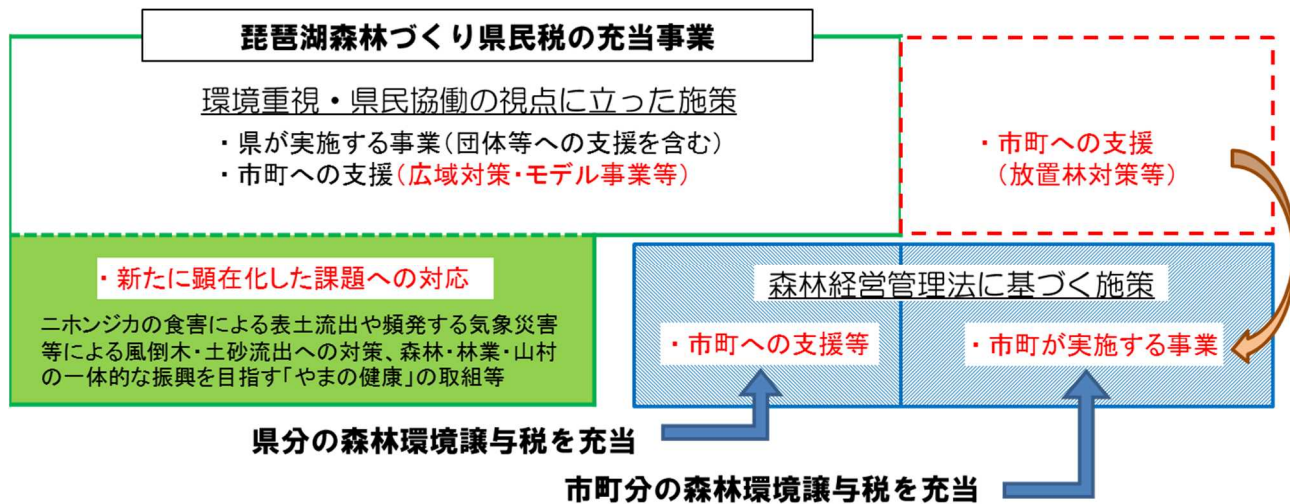 琵琶湖森林づくり県民税の充当事業
環境重視・県民協働の視点に立った施策
・県が実施する事業(団体等への支援を含む)
・市町への支援(広域対策・モデル事業等)
・市町への支援
(放置林対策等)
・新たに顕在化した課題への対応
ニホンジカの食害による表土流出や頻発する気象災害
等による風倒木・土砂流出への対策、森林・林業・山村
の一体的な振興を目指す「やまの健康」の取組等
森林経営管理法に基づく施策
・市町への支援等
・市町が実施する事業
県分の森林環境譲与税を充当
市町分の森林環境譲与税を充当